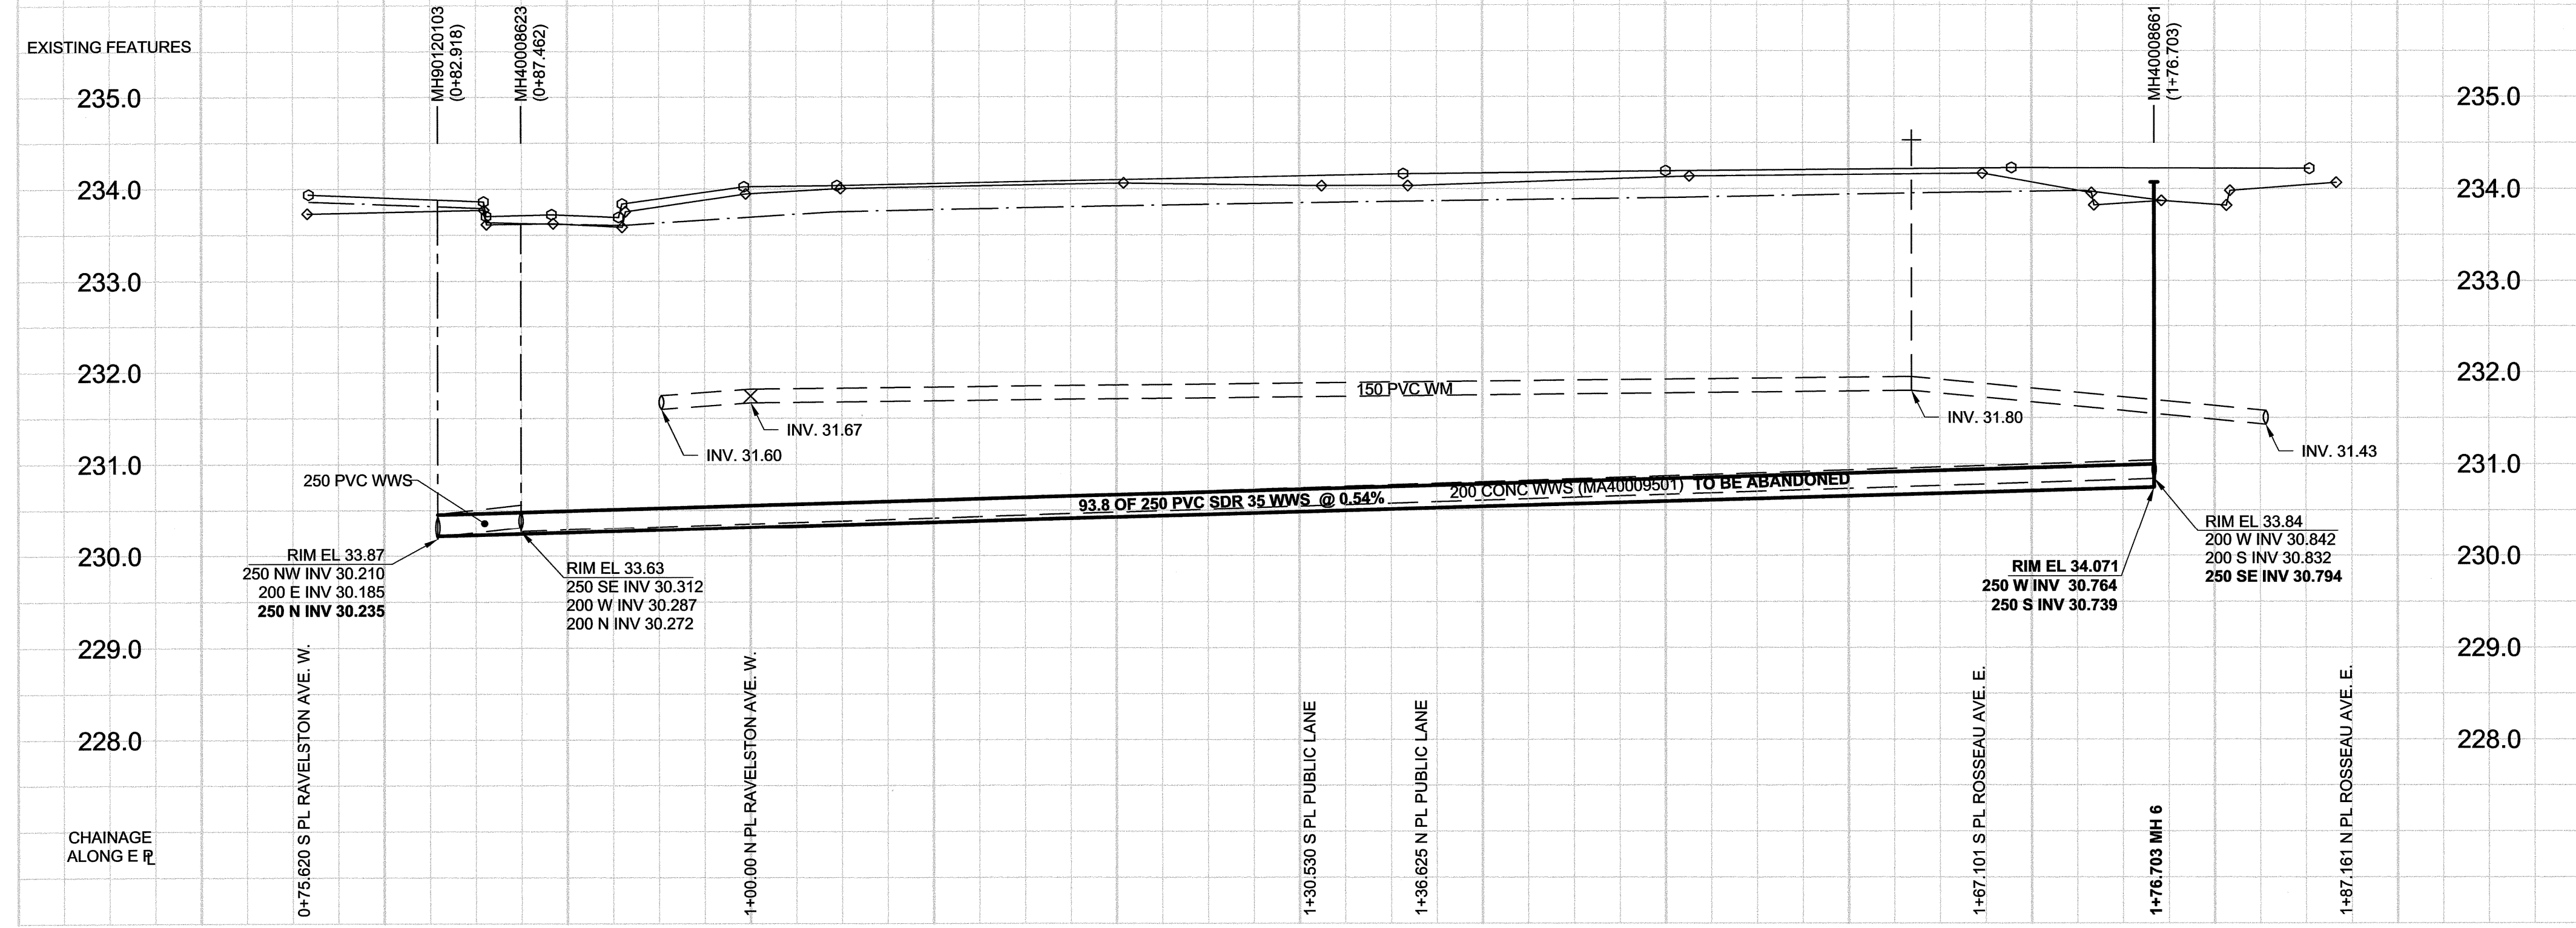 EXISTING FEATURES
MH90120103
(0+82.918)
MH40008623
(0+87.462)
MH40008661
(1+76.703)
235.0
235.0
234.0
234.0
233.0
233.0
232.0
232.0
150 PVC WM
INV. 31.67
INV. 31.60
INV. 31.80
INV. 31.43
231.0
231.0
250 PVC WWS
93.8 OF 250 PVC SDR 35 WWS @ 0.54%
200 CONC WWS (MA40009501) TO BE ABANDONED
230.0
230.0
RIM EL 33.87
250 NW INV 30.210
200 E INV 30.185
250 N INV 30.235
RIM EL 33.63
250 SE INV 30.312
200 W INV 30.287
200 N INV 30.272
RIM EL 34.071
250 W INV 30.764
250 S INV 30.739
RIM EL 33.84
200 W INV 30.842
200 S INV 30.832
250 SE INV 30.794
229.0
229.0
228.0
228.0
CHAINAGE
ALONG E PL
0+75.620 S PL RAVELSTON AVE. W.
1+00.00 N PL RAVELSTON AVE. W.
1+30.530 S PL PUBLIC LANE
1+36.625 N PL PUBLIC LANE
1+67.101 S PL ROSSEAU AVE. E.
1+76.703 MH 6
1+87.161 N PL ROSSEAU AVE. E.